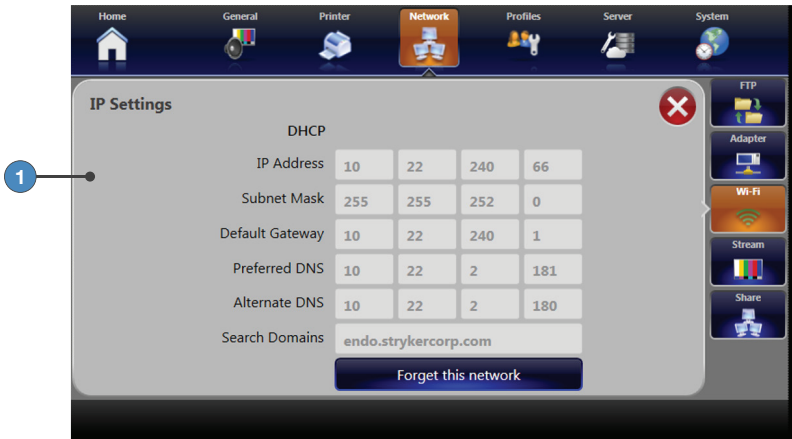 Home General Printer Network Profiles Server System
1
IP Settings
DHCP
IP Address 10 22 240 66
Subnet Mask 255 255 252 0
Default Gateway 10 22 240 1
Preferred DNS 10 22 2 181
Alternate DNS 10 22 2 180
Search Domains endo.strykercorp.com
Forget this network
FTP
Adapter
Wi-Fi
Stream
Share